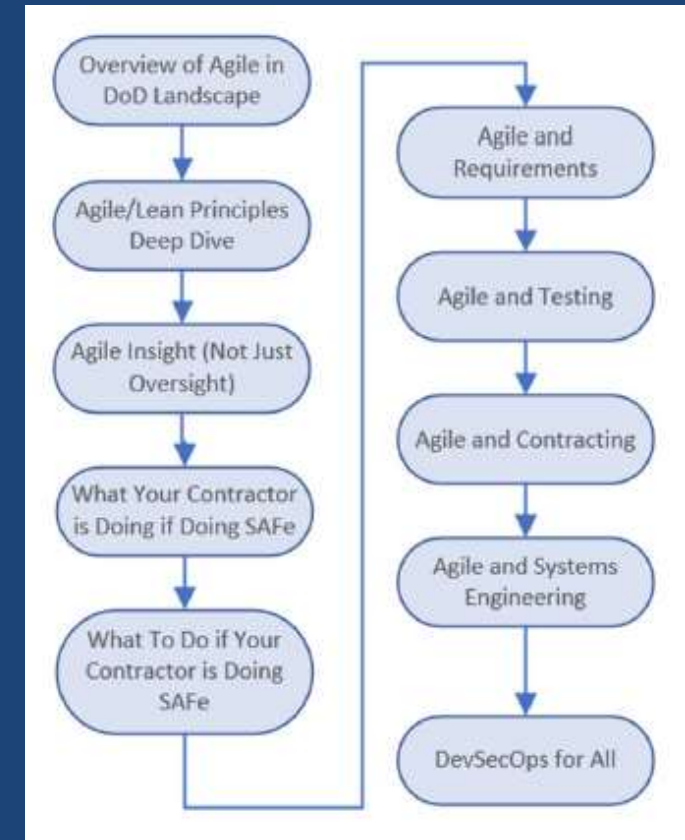 Overview of Agile in
DoD Landscape
Agile/Lean Principles
Deep Dive
Agile Insight (Not Just
Oversight)
What Your Contractor
is Doing if Doing SAFe
What To Do if Your
Contractor is Doing
SAFe
Agile and
Requirements
Agile and Testing
Agile and Contracting
Agile and Systems
Engineering
DevSecOps for All